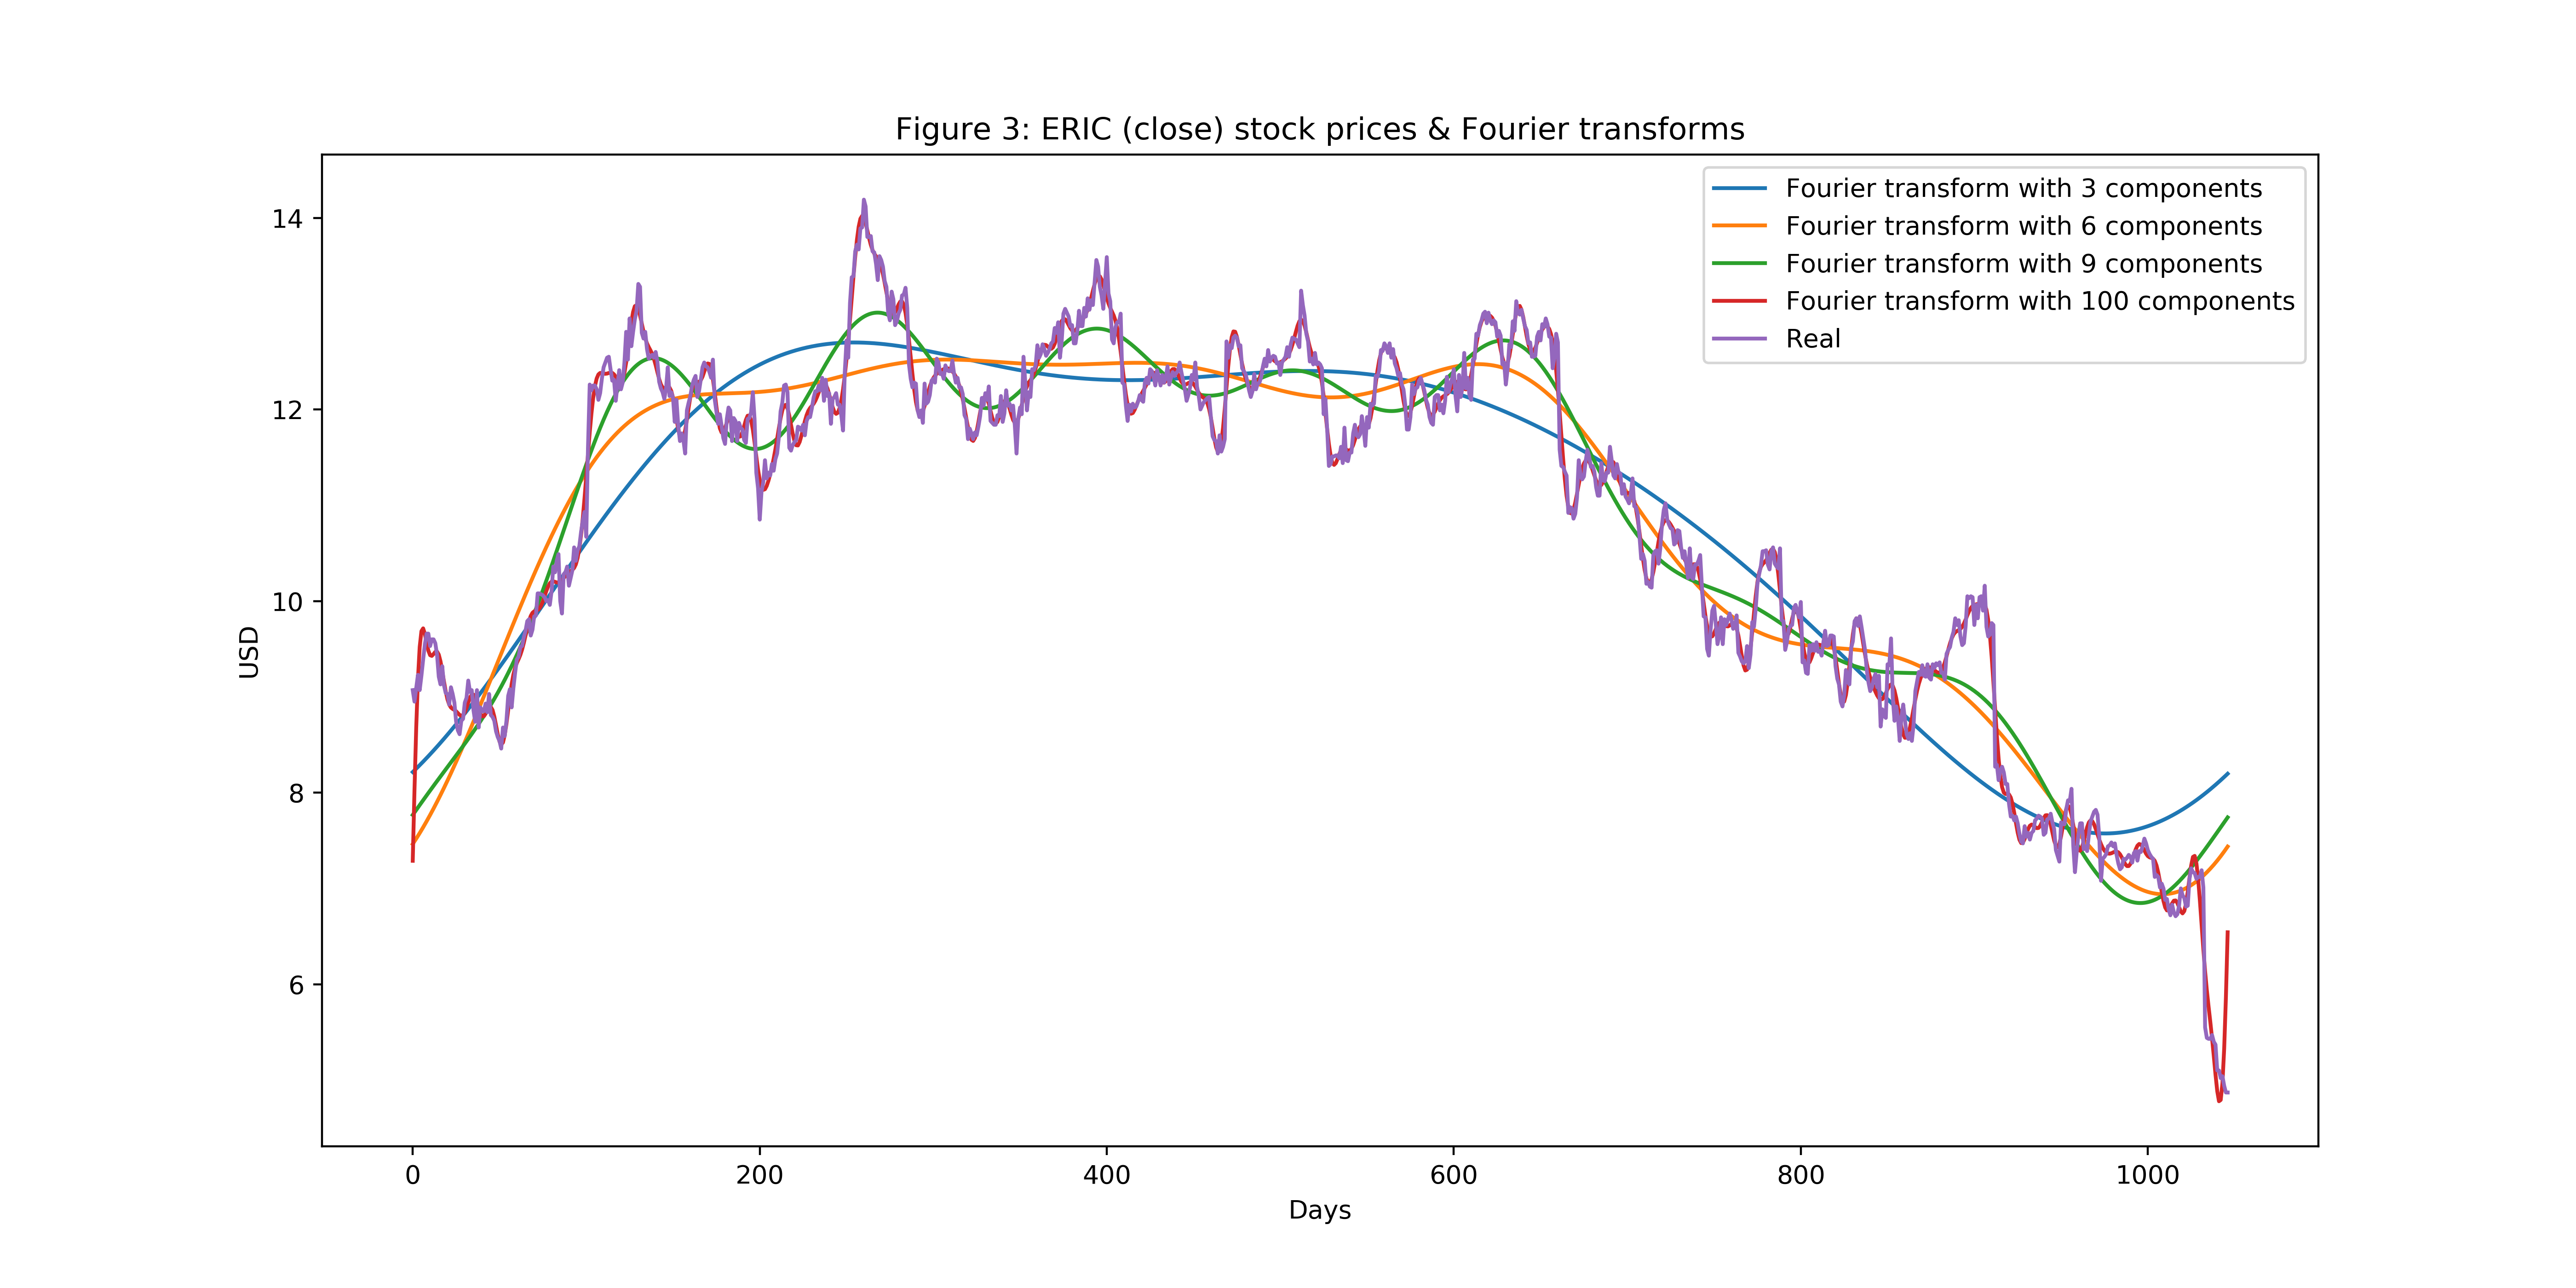 Figure 3: ERIC (close) stock prices & Fourier transforms
Fourier transform with 3 components
Fourier transform with 6 components
Fourier transform with 9 components
Fourier transform with 100 components
Real
14
12
10
8
6
USD
0 200 400 600 800 1000
Days